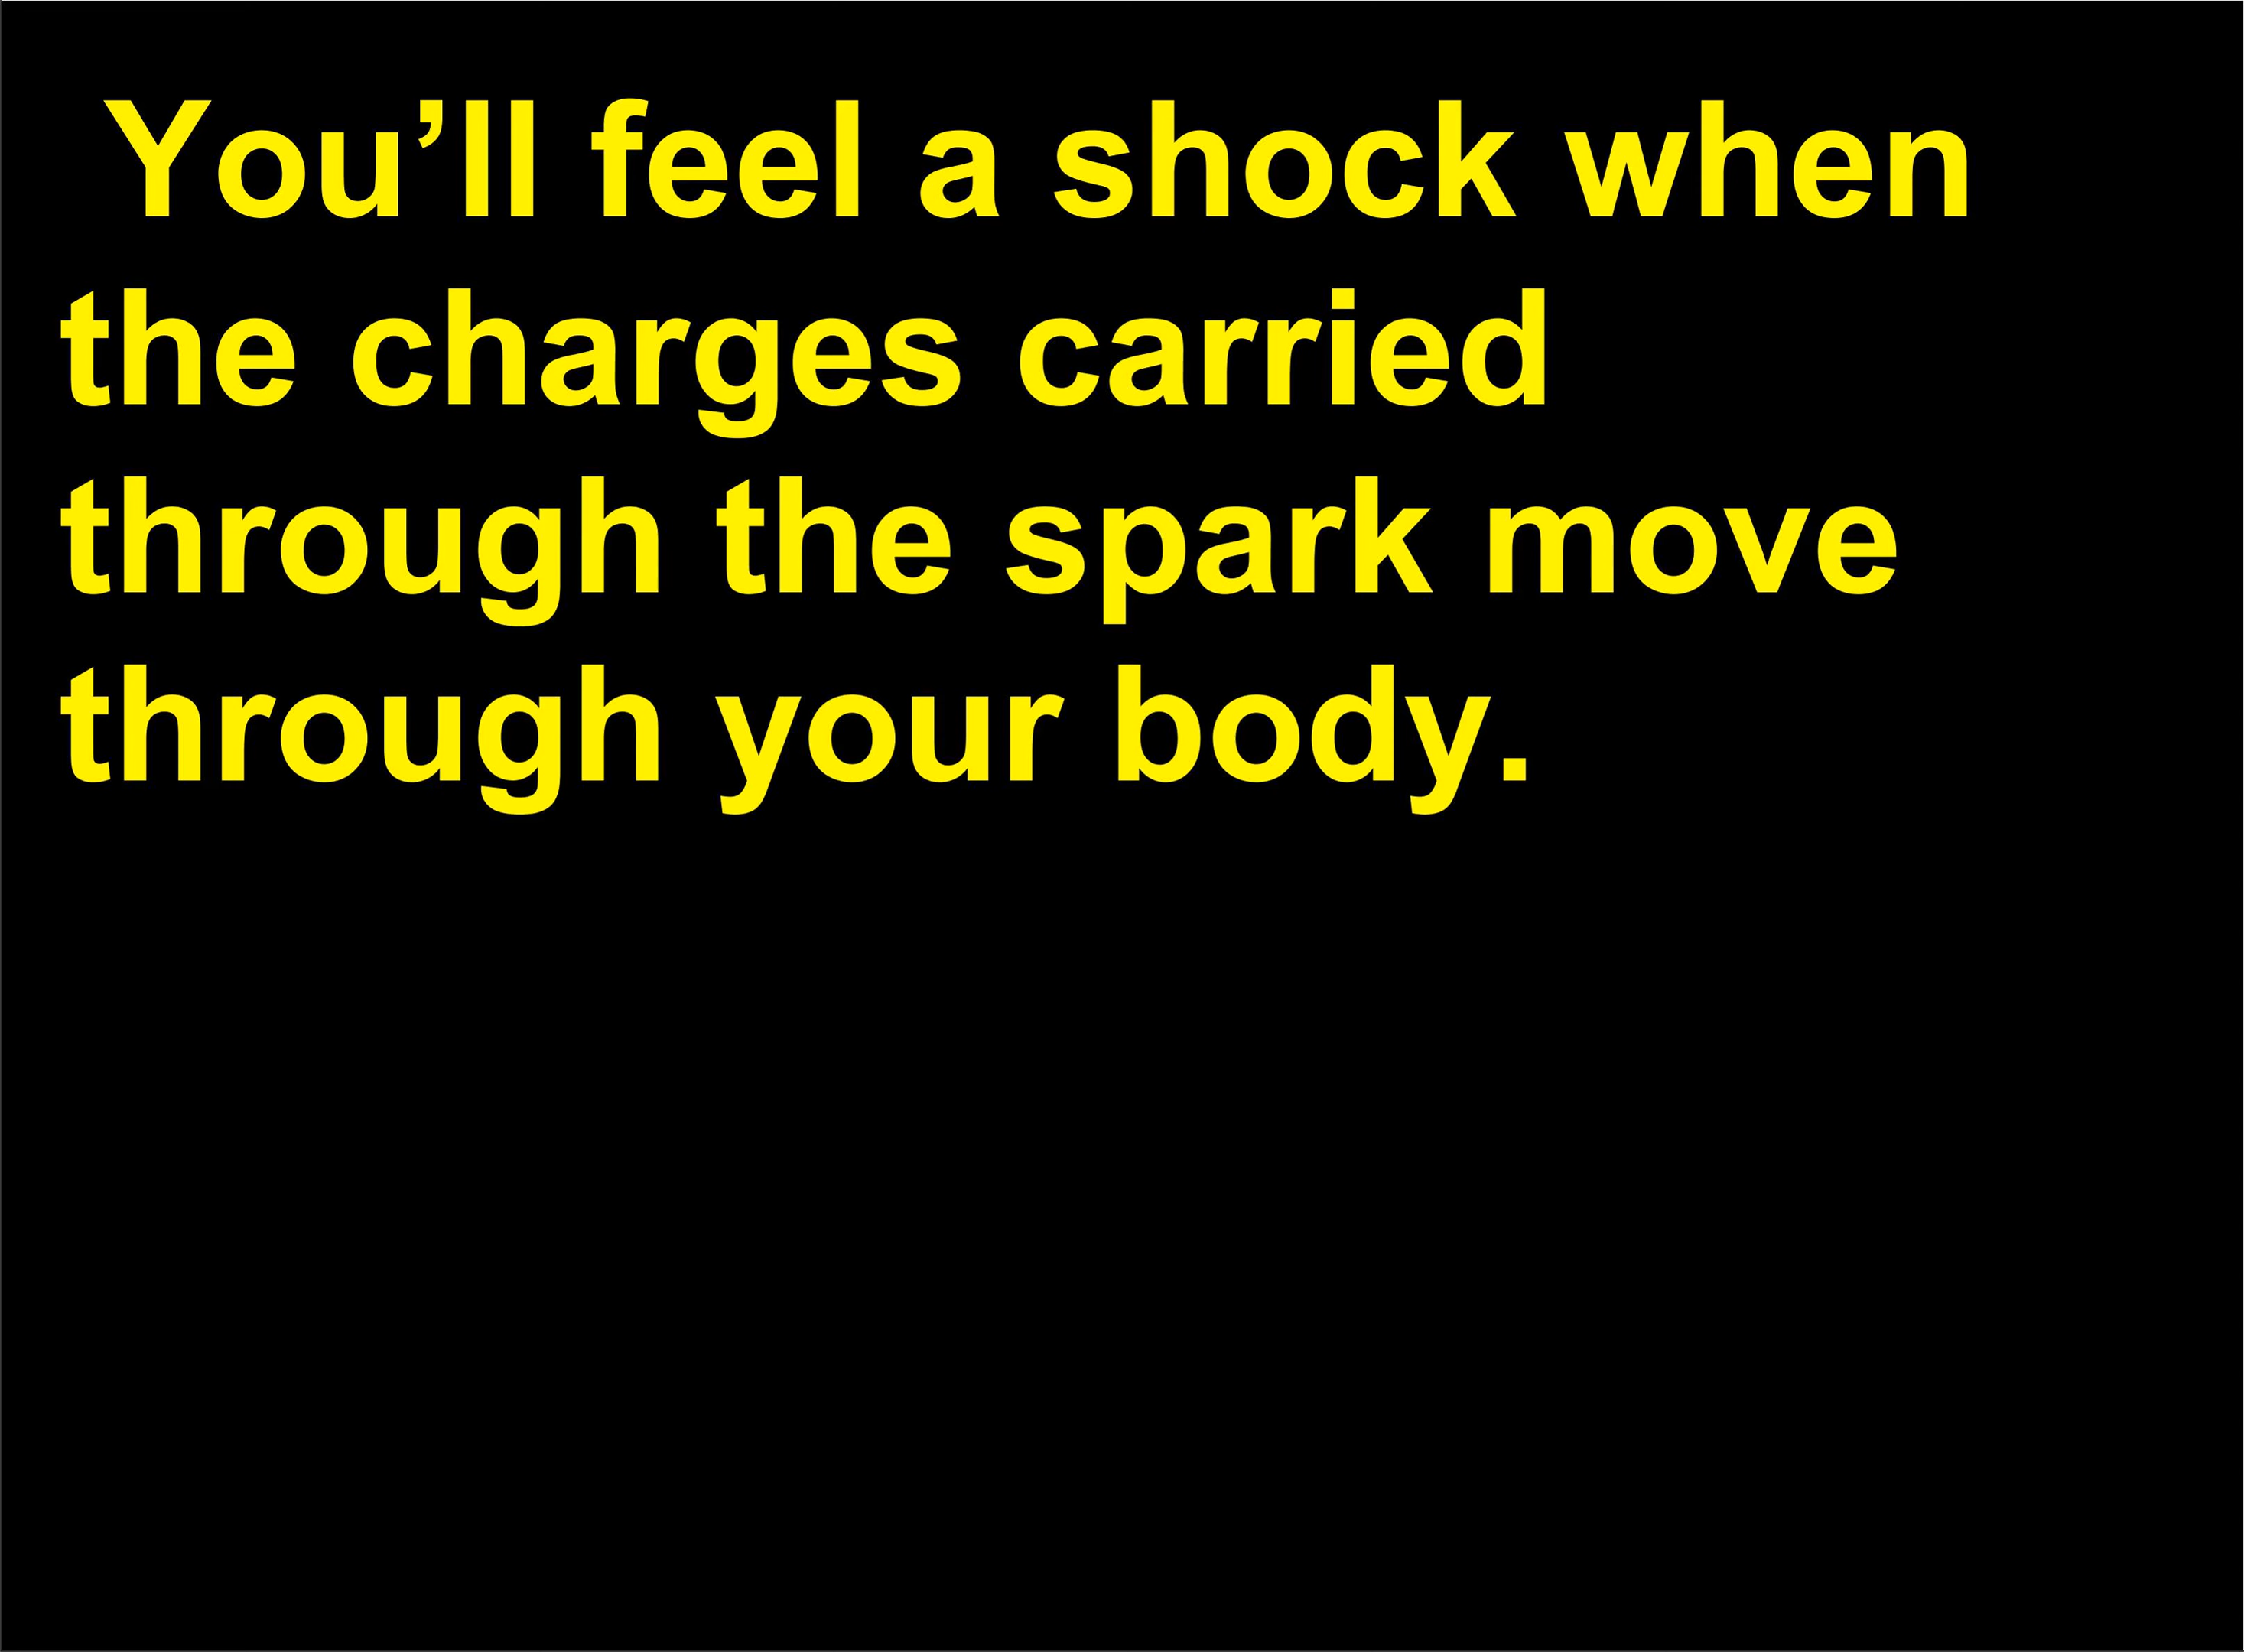 You’ll feel a shock when
the charges carried
through the spark move
through your body.